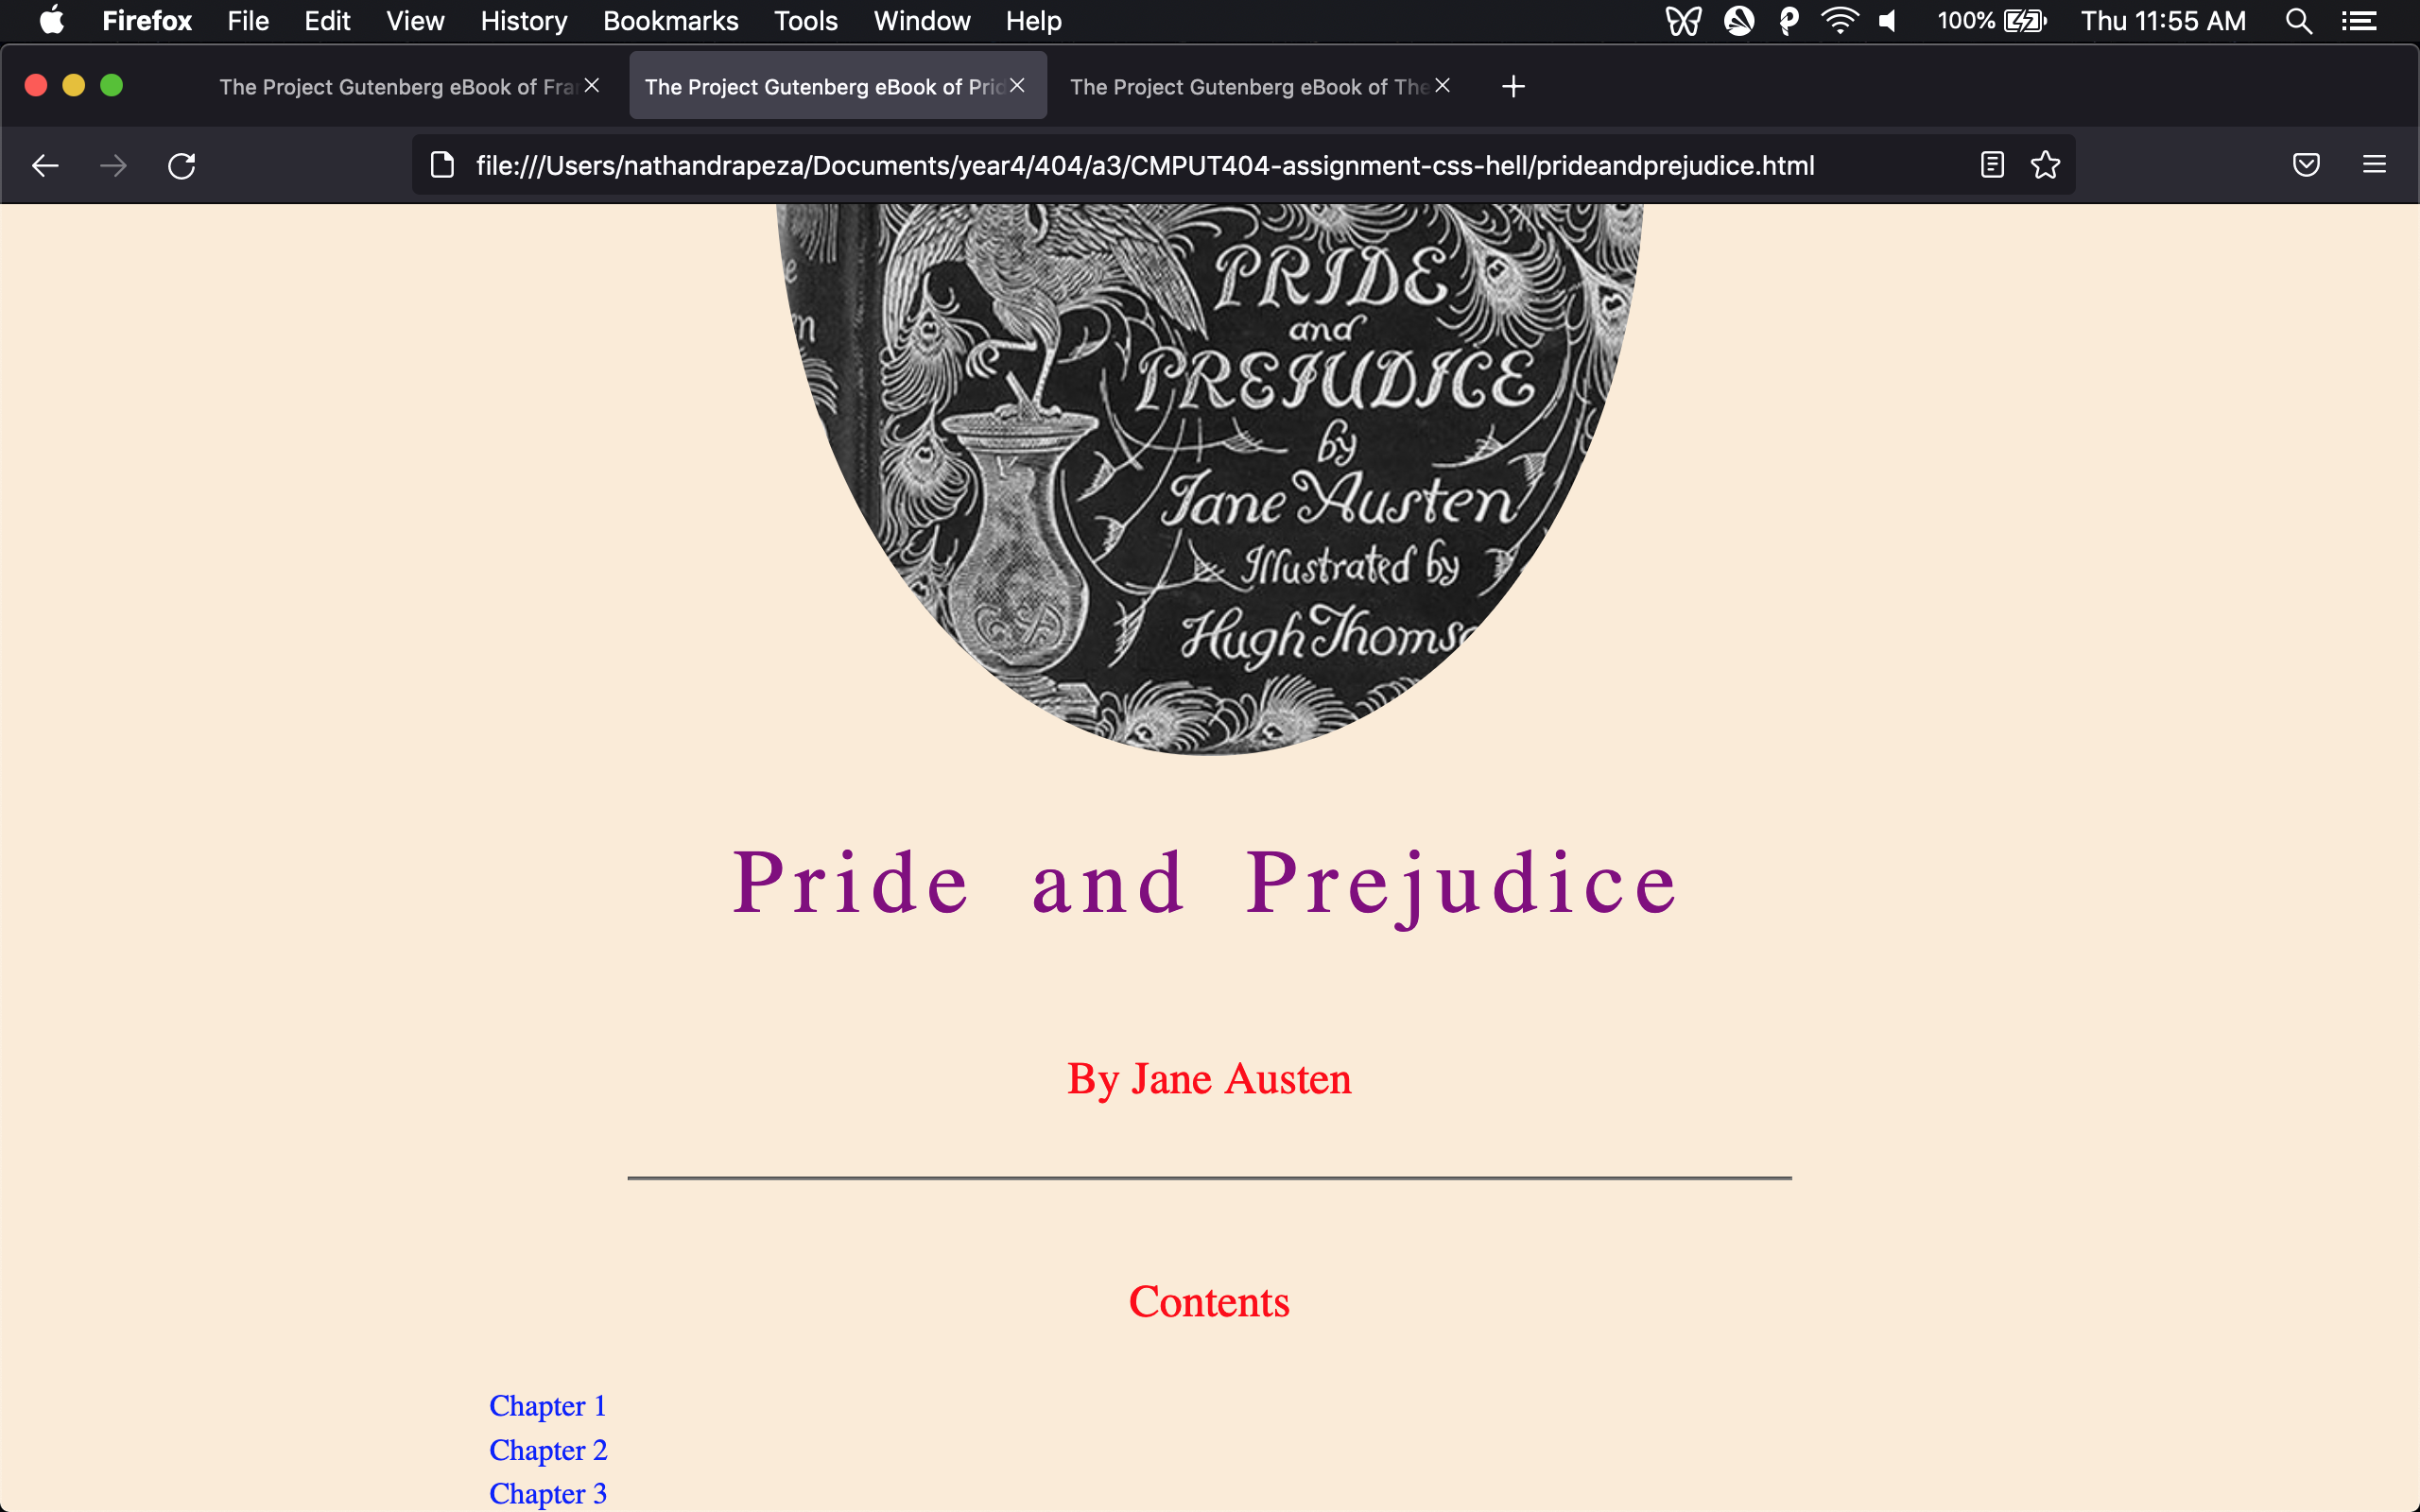 Firefox File Edit View History Bookmarks Tools Window Help 100% Thu 11:55 AM
The Project Gutenberg eBook of Fra The Project Gutenberg eBook of Prid The Project Gutenberg eBook of The
file:///Users/nathandrapeza/Documents/year4/404/a3/CMPUT404-assignment-css-hell/prideandprejudice.html
PRIDE
and
PREJUDICE
by
Jane Austen
Illustrated by
Hugh Thomso
Pride and Prejudice
By Jane Austen
Contents
Chapter 1
Chapter 2
Chapter 3